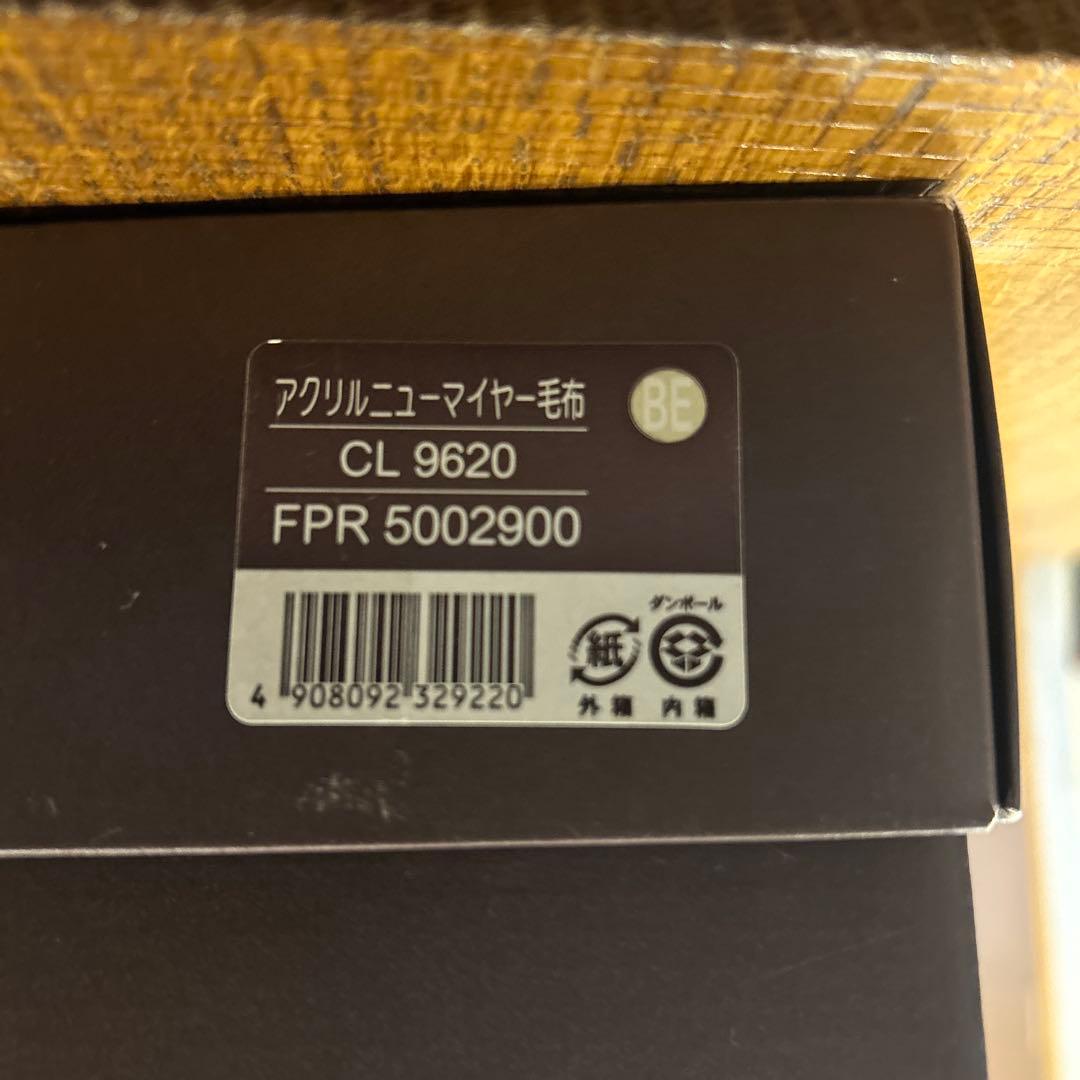 アクリルニューマイヤー毛布
BE
CL 9620
FPR 5002900
4 908092 329220
紙
外箱
ダンボール
内箱